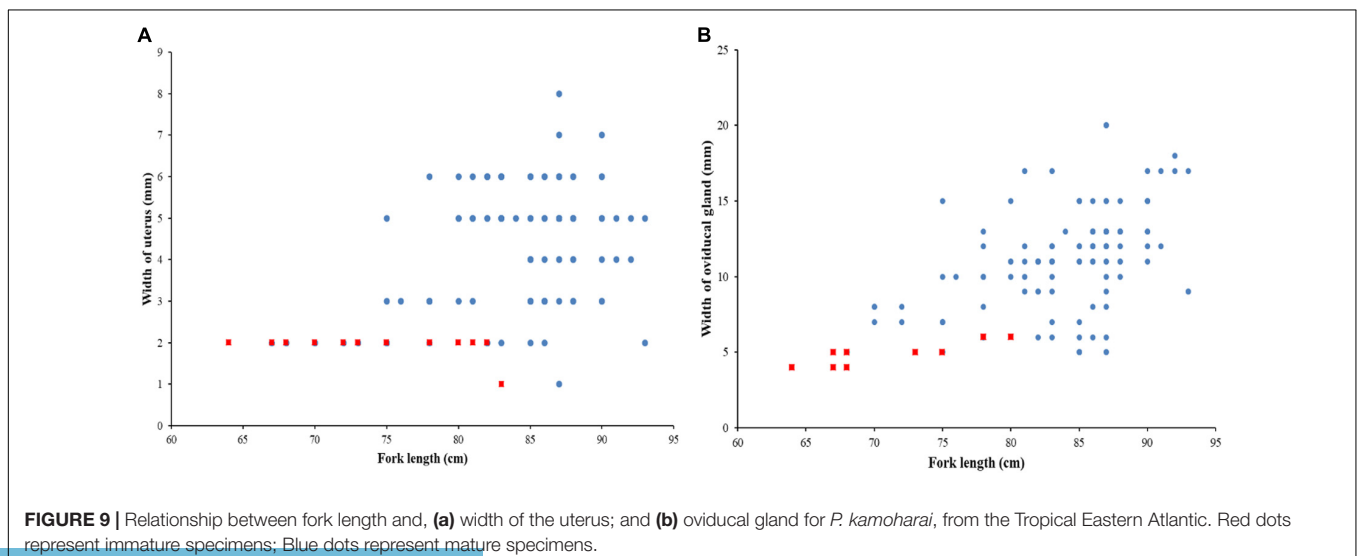 A
9
8
7
6
5
4
3
2
1
0
Width of uterus (mm)
60 65 70 75 80 85 90 95
Fork length (cm)
B
25
20
15
10
5
0
Width of oviducal gland (mm)
60 65 70 75 80 85 90 95
Fork length (cm)
FIGURE 9 | Relationship between fork length and, (a) width of the uterus; and (b) oviducal gland for P. kamoharai, from the Tropical Eastern Atlantic. Red dots
represent immature specimens; Blue dots represent mature specimens.